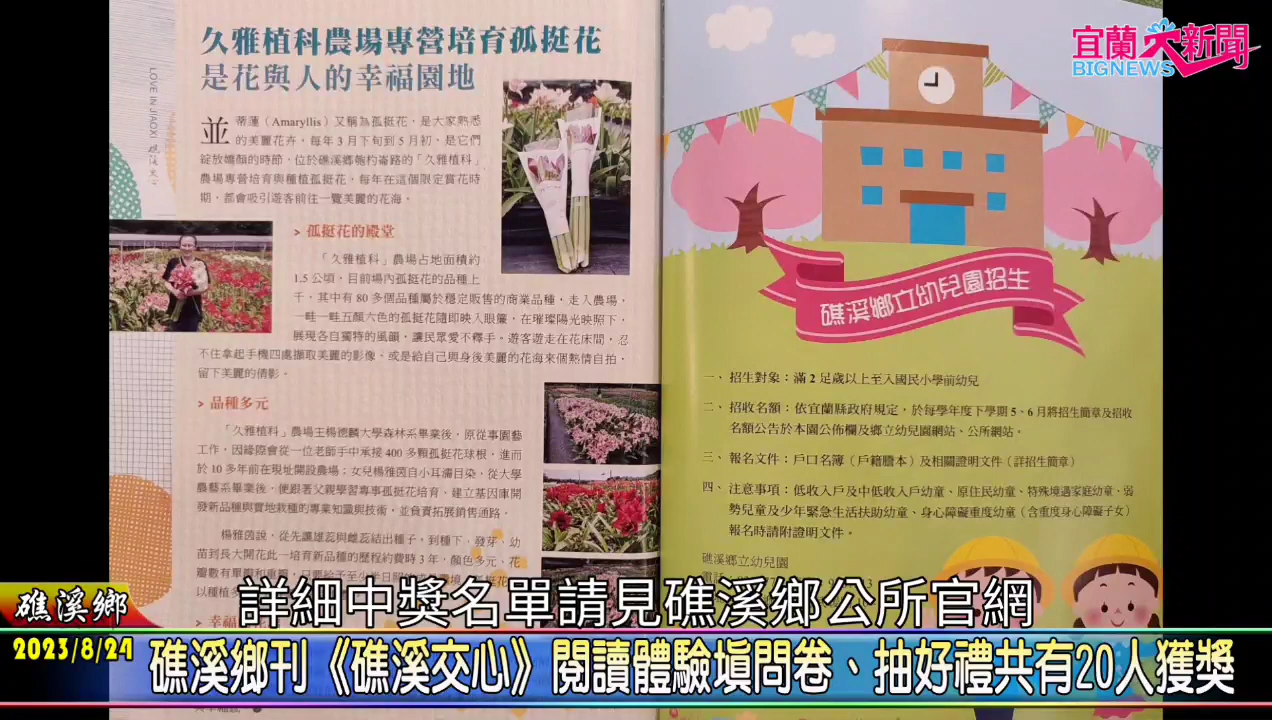 久雅植科農場專營培育孤挺花
是花與人的幸福園地
LOVE IN JIAOXI
並
蒂蓮（Amaryllis）又稱為孤挺花，是大家熟悉
的美麗花卉，每年 3 月下旬到 5 月初，是它們
綻放嬌顏的時節。位於礁溪鄉匏杓崙路的「久雅植科」
農場專營培育與種植孤挺花，每年在這個限定賞花時
期，都會吸引遊客前往一覽美麗的花海。
> 孤挺花的殿堂
「久雅植科」農場占地面積約
1.5 公頃，目前場內孤挺花的品種上
千，其中有 80 多個品種屬於穩定販售的商業品種，走入農場，
一畦一畦五顏六色的孤挺花隨即映入眼簾，在璀璨陽光映照下，
展現各自獨特的風韻，讓民眾愛不釋手。遊客遊走在花床間，忍
不住拿起手機四處擷取美麗的影像，或是給自己與身後美麗的花海來個熱情自拍，
留下美麗的倩影。
> 品種多元
「久雅植科」農場主楊德麟大學森林系畢業後，原從事園藝
工作，因緣際會從一位老師手中承接 400 多顆孤挺花球根，進而
於 10 多年前在現址開設農場；女兒楊雅茵自小耳濡目染，從大學
農藝系畢業後，便跟著父親學習專事孤挺花培育、建立基因庫開
發新品種與實地栽種的專業知識與技術，並負責拓展銷售通路。
楊雅茵說，從先讓雄蕊與雌蕊結出種子，到種下、發芽、幼
苗到長大開花此一培育新品種的歷程約費時 3 年，顏色多元、花
礁溪鄉立幼兒園招生
一、招生對象：滿 2 足歲以上至入國民小學前幼兒
二、招收名額：依宜蘭縣政府規定，於每學年度下學期 5、6 月將招生簡章及招收
名額公告於本園公佈欄及鄉立幼兒園網站、公所網站。
三、報名文件：戶口名簿（戶籍謄本）及相關證明文件（詳招生簡章）
四、注意事項：低收入戶及中低收入戶幼童、原住民幼童、特殊境遇家庭幼童、弱
勢兒童及少年緊急生活扶助幼童、身心障礙重度幼童（含重度身心障礙子女）
報名時請附證明文件。
礁溪鄉立幼兒園
宜蘭大新聞
BIGNEWS
詳細中獎名單請見礁溪鄉公所官網
礁溪鄉
2023/8/24
礁溪鄉刊《礁溪交心》閱讀體驗填問卷、抽好禮共有20人獲獎